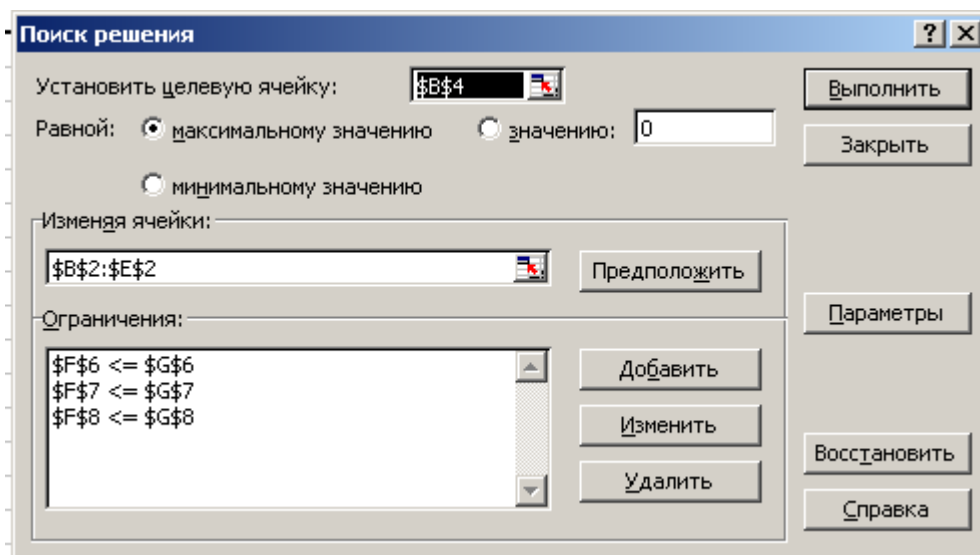 Поиск решения
Установить целевую ячейку: $B$4
Выполнить
Равной: максимальному значению значению: 0
Закрыть
минимальному значению
Изменяя ячейки:
$B$2:$E$2
Предположить
Параметры
Ограничения:
$F$6 <= $G$6
$F$7 <= $G$7
$F$8 <= $G$8
Добавить
Изменить
Удалить
Восстановить
Справка